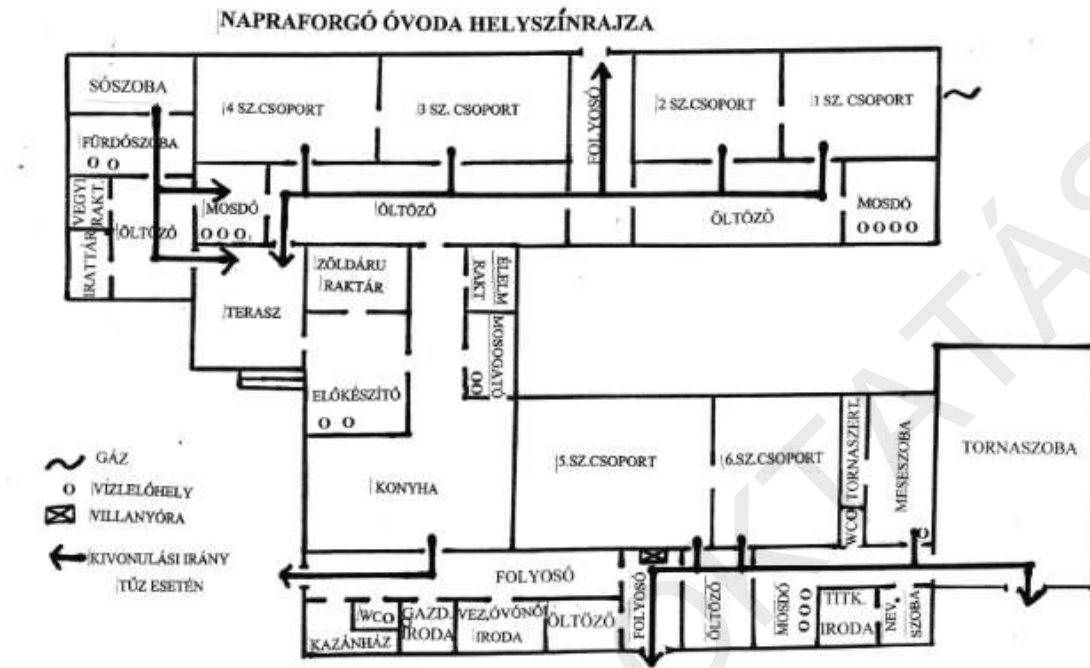 NAPRAFORGÓ ÓVODA HELYSZÍNRAJZA
SÓSZOBA
4 SZ.CSOPORT
3 SZ. CSOPORT
FOLYOSÓ
2 SZ.CSOPORT
1 SZ. CSOPORT
FÜRDŐSZOBA
VEGYI
RAKT.
IRATTÁR
ÖLTÖZŐ
MOSDÓ
ÖLTÖZŐ
ÖLTÖZŐ
MOSDÓ
TERASZ
ZÖLDÁRU
RAKTÁR
ÉLELM
RAKT
MOSOGATÓ
ELŐKÉSZÍTŐ
KONYHA
5.SZ.CSOPORT
6.SZ.CSOPORT
WC
TORNASZERT.
MESESZOBA
TORNASZOBA
GÁZ
VÍZLELŐHELY
VILLANYÓRA
KIVONULÁSI IRÁNY
TŰZ ESETÉN
FOLYOSÓ
WC
KAZÁNHÁZ
GAZD.
IRODA
VEZ.ÓVÓNŐI
IRODA
ÖLTÖZŐ
FOLYOSÓ
ÖLTÖZŐ
MOSDÓ
TITK.
IRODA
NEV.
SZOBA
OKTATÁS